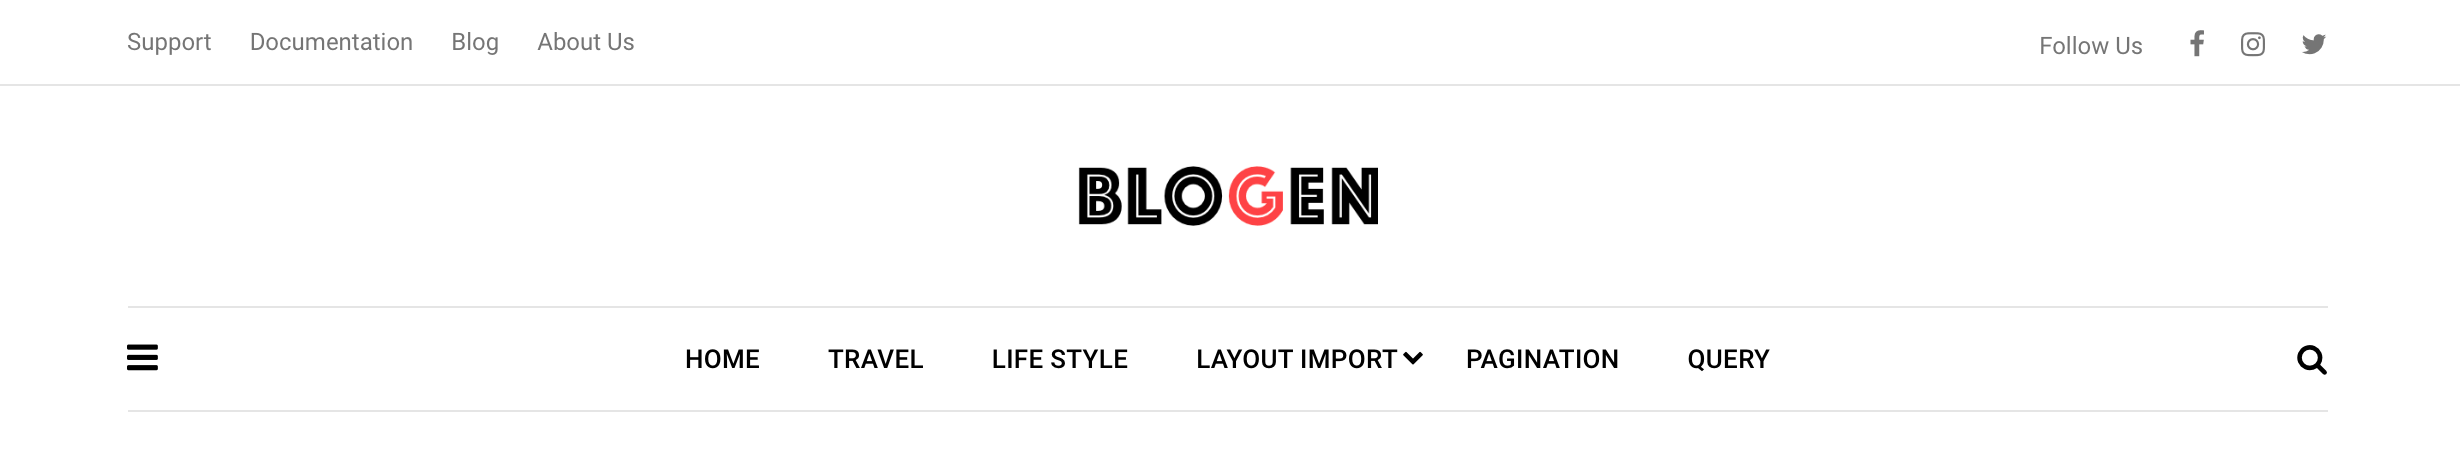 Support Documentation Blog About Us Follow Us
BLOGEN
HOME TRAVEL LIFE STYLE LAYOUT IMPORT PAGINATION QUERY